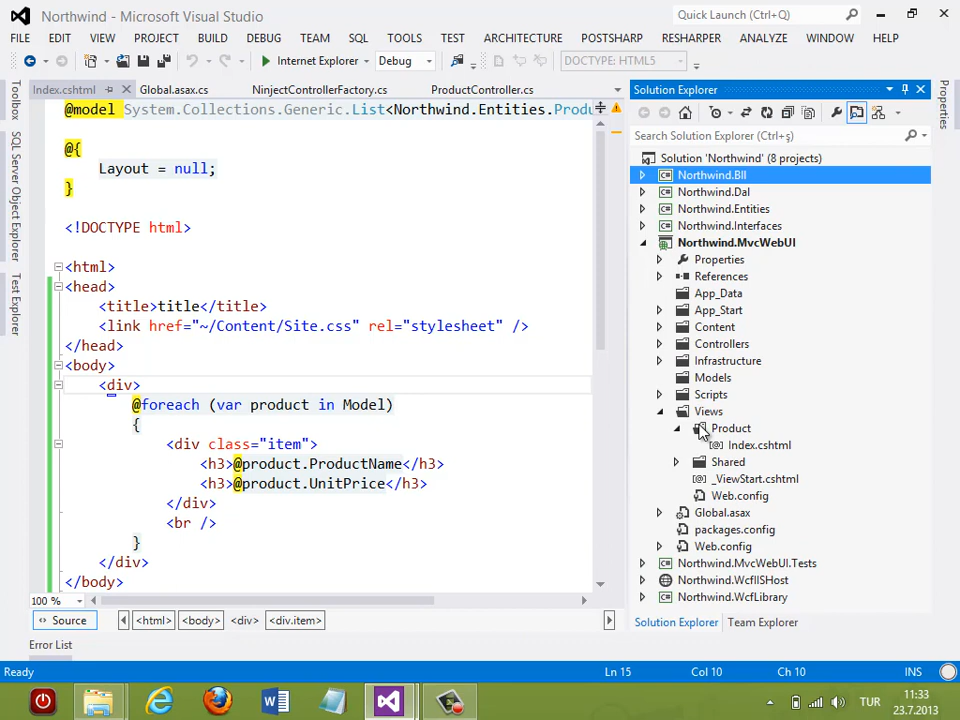 Northwind - Microsoft Visual Studio
Quick Launch (Ctrl+Q)
FILE EDIT VIEW PROJECT BUILD DEBUG TEAM SQL TOOLS TEST ARCHITECTURE POSTSHARP RESHARPER ANALYZE WINDOW HELP
Internet Explorer Debug DOCTYPE: HTML5
Index.cshtml Global.asax.cs NinjectControllerFactory.cs ProductController.cs
Toolbox
SQL Server Object Explorer
Test Explorer
@model System.Collections.Generic.List<Northwind.Entities.Produ
@{
Layout = null;
}
<!DOCTYPE html>
<html>
<head>
<title>title</title>
<link href="~/Content/Site.css" rel="stylesheet" />
</head>
<body>
<div>
@foreach (var product in Model)
{
<div class="item">
<h3>@product.ProductName</h3>
<h3>@product.UnitPrice</h3>
</div>
<br />
}
</div>
</body>
100 %
Source <html> <body> <div> <div.item>
Error List
Solution Explorer
Search Solution Explorer (Ctrl+ş)
Solution 'Northwind' (8 projects)
Northwind.Bll
Northwind.Dal
Northwind.Entities
Northwind.Interfaces
Northwind.MvcWebUI
Properties
References
App_Data
App_Start
Content
Controllers
Infrastructure
Models
Scripts
Views
Product
Index.cshtml
Shared
_ViewStart.cshtml
Web.config
Global.asax
packages.config
Web.config
Northwind.MvcWebUI.Tests
Northwind.WcfIISHost
Northwind.WcfLibrary
Solution Explorer Team Explorer
Properties
Ready Ln 15 Col 10 Ch 10 INS
TUR
11:33
23.7.2013